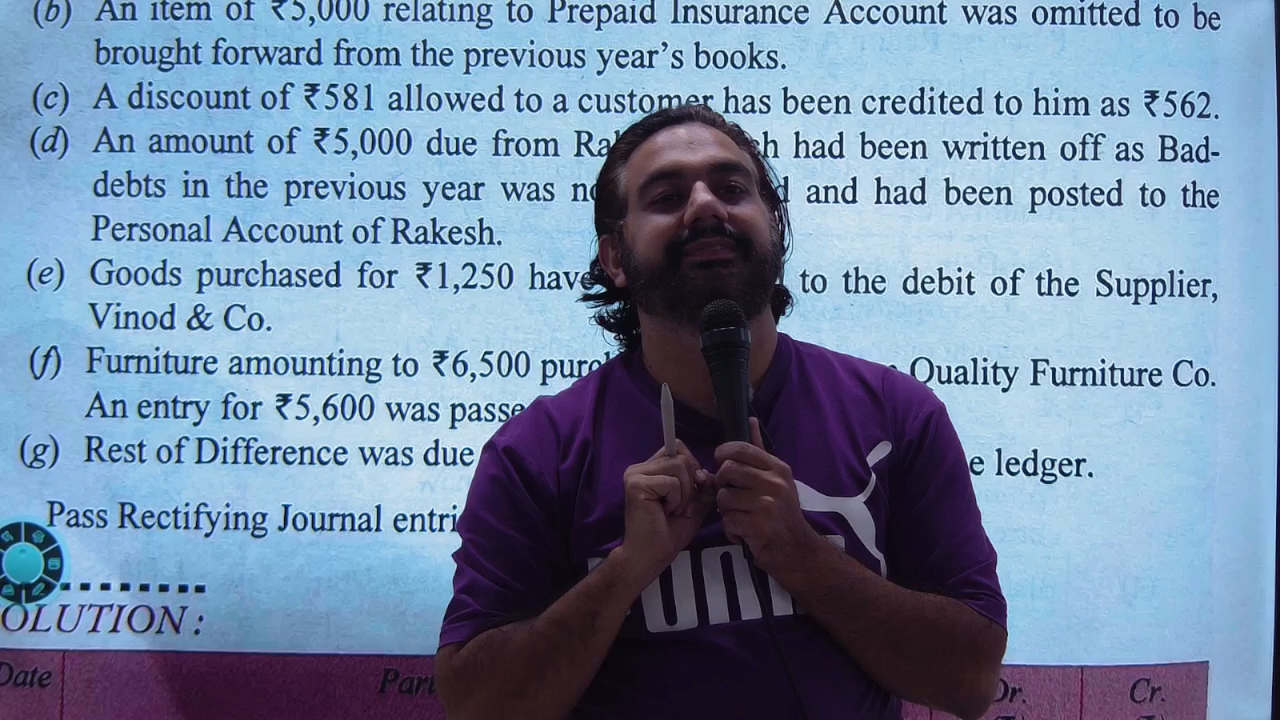 (b) An item of ₹5,000 relating to Prepaid Insurance Account was omitted to be
brought forward from the previous year's books.
(c) A discount of ₹581 allowed to a customer has been credited to him as ₹562.
(d) An amount of ₹5,000 due from had been written off as Bad-
debts in the previous year was and had been posted to the
Personal Account of Rakesh.
(e) Goods purchased for ₹1,250 have to the debit of the Supplier,
Vinod & Co.
(f) Furniture amounting to ₹6,500 Quality Furniture Co.
An entry for ₹5,600 was
(g) Rest of Difference was due ledger.
Pass Rectifying Journal
OLUTION:
Date Dr. Cr.
PUMA